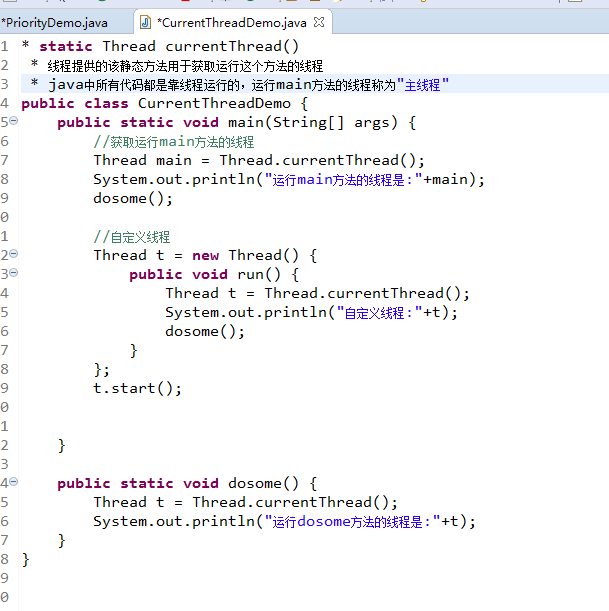 *PriorityDemo.java
*CurrentThreadDemo.java
1 * static Thread currentThread()
2 * 线程提供的该静态方法用于获取运行这个方法的线程
3 * java中所有代码都是靠线程运行的，运行main方法的线程称为"主线程"
4 public class CurrentThreadDemo {
5 public static void main(String[] args) {
6 //获取运行main方法的线程
7 Thread main = Thread.currentThread();
8 System.out.println("运行main方法的线程是:"+main);
9 dosome();
0
1 //自定义线程
2 Thread t = new Thread() {
3 public void run() {
4 Thread t = Thread.currentThread();
5 System.out.println("自定义线程:"+t);
6 dosome();
7 }
8 };
9 t.start();
0
1
2 }
3
4 public static void dosome() {
5 Thread t = Thread.currentThread();
6 System.out.println("运行dosome方法的线程是:"+t);
7 }
8 }
9
0